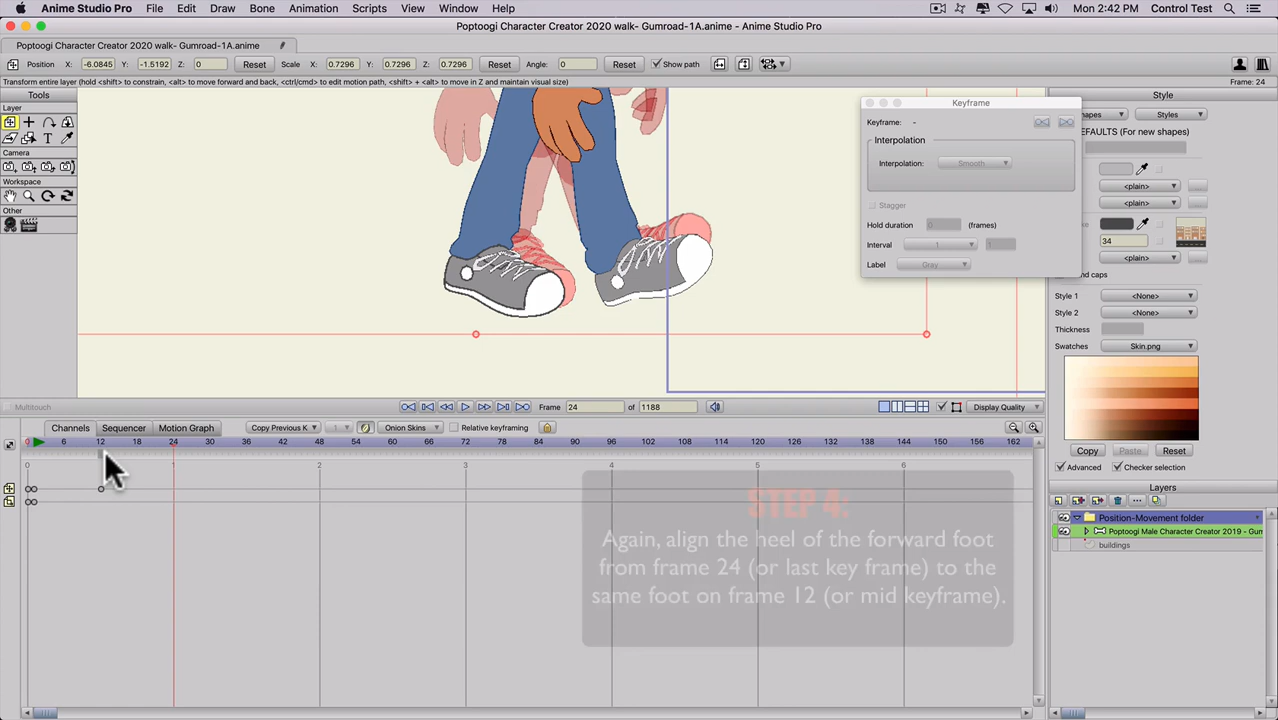 Anime Studio Pro File Edit Draw Bone Animation Scripts View Window Help Mon 2:42 PM Control Test
Poptoogi Character Creator 2020 walk- Gumroad-1A.anime - Anime Studio Pro
Poptoogi Character Creator 2020 walk- Gumroad-1A.anime
Position X: -6.0845 Y: -1.5192 Z: 0 Reset Scale X: 0.7296 Y: 0.7296 Z: 0.7296 Reset Angle: 0 Reset Show path
Transform entire layer (hold <shift> to constrain, <alt> to move forward and back, <ctrl/cmd> to edit motion path, <shift> + <alt> to move in Z and maintain visual size) Frame: 24
Tools
Layer
Camera
Workspace
Other
Keyframe
Keyframe: -
Interpolation
Interpolation: Smooth
Stagger
Hold duration 0 (frames)
Interval 1 1
Label Gray
Style
Styles
<plain>
<plain>
34
<plain>
Style 1 <None>
Style 2 <None>
Thickness
Swatches Skin.png
Copy Paste Reset
Advanced Checker selection
Layers
Position-Movement folder
Poptoogi Male Character Creator 2019 - Gum
buildings
Multitouch Frame 24 of 1188 Display Quality
Channels Sequencer Motion Graph Copy Previous K 1 Onion Skins Relative keyframing
0 6 12 18 24 30 36 42 48 54 60 66 72 78 84 90 96 102 108 114 120 126 132 138 144 150 156 162
0 1 2 3 4 5 6
STEP 4:
Again, align the heel of the forward foot
from frame 24 (or last key frame) to the
same foot on frame 12 (or mid keyframe).